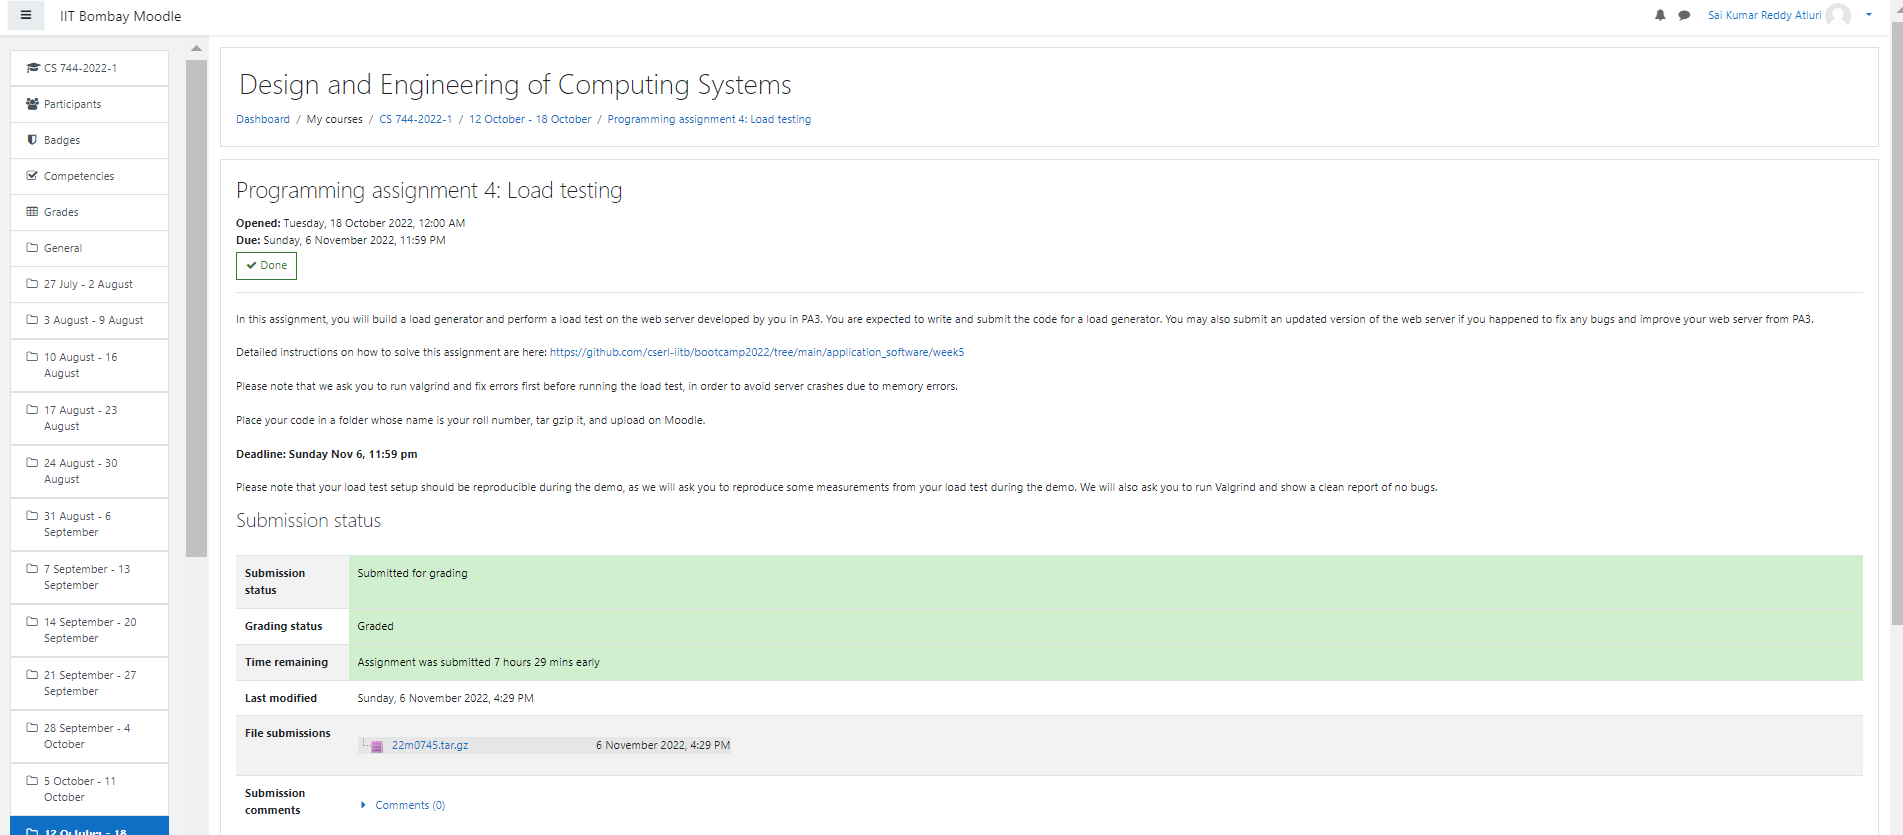 IIT Bombay Moodle
Sai Kumar Reddy Atluri
CS 744-2022-1
Participants
Badges
Competencies
Grades
General
27 July - 2 August
3 August - 9 August
10 August - 16
August
17 August - 23
August
24 August - 30
August
31 August - 6
September
7 September - 13
September
14 September - 20
September
21 September - 27
September
28 September - 4
October
5 October - 11
October
12 October - 18
Design and Engineering of Computing Systems
Dashboard / My courses / CS 744-2022-1 / 12 October - 18 October / Programming assignment 4: Load testing
Programming assignment 4: Load testing
Opened: Tuesday, 18 October 2022, 12:00 AM
Due: Sunday, 6 November 2022, 11:59 PM
Done
In this assignment, you will build a load generator and perform a load test on the web server developed by you in PA3. You are expected to write and submit the code for a load generator. You may also submit an updated version of the web server if you happened to fix any bugs and improve your web server from PA3.
Detailed instructions on how to solve this assignment are here: https://github.com/cserl-iitb/bootcamp2022/tree/main/application_software/week5
Please note that we ask you to run valgrind and fix errors first before running the load test, in order to avoid server crashes due to memory errors.
Place your code in a folder whose name is your roll number, tar gzip it, and upload on Moodle.
Deadline: Sunday Nov 6, 11:59 pm
Please note that your load test setup should be reproducible during the demo, as we will ask you to reproduce some measurements from your load test during the demo. We will also ask you to run Valgrind and show a clean report of no bugs.
Submission status
Submission
status
Submitted for grading
Grading status
Graded
Time remaining
Assignment was submitted 7 hours 29 mins early
Last modified
Sunday, 6 November 2022, 4:29 PM
File submissions
22m0745.tar.gz
6 November 2022, 4:29 PM
Submission
comments
Comments (0)